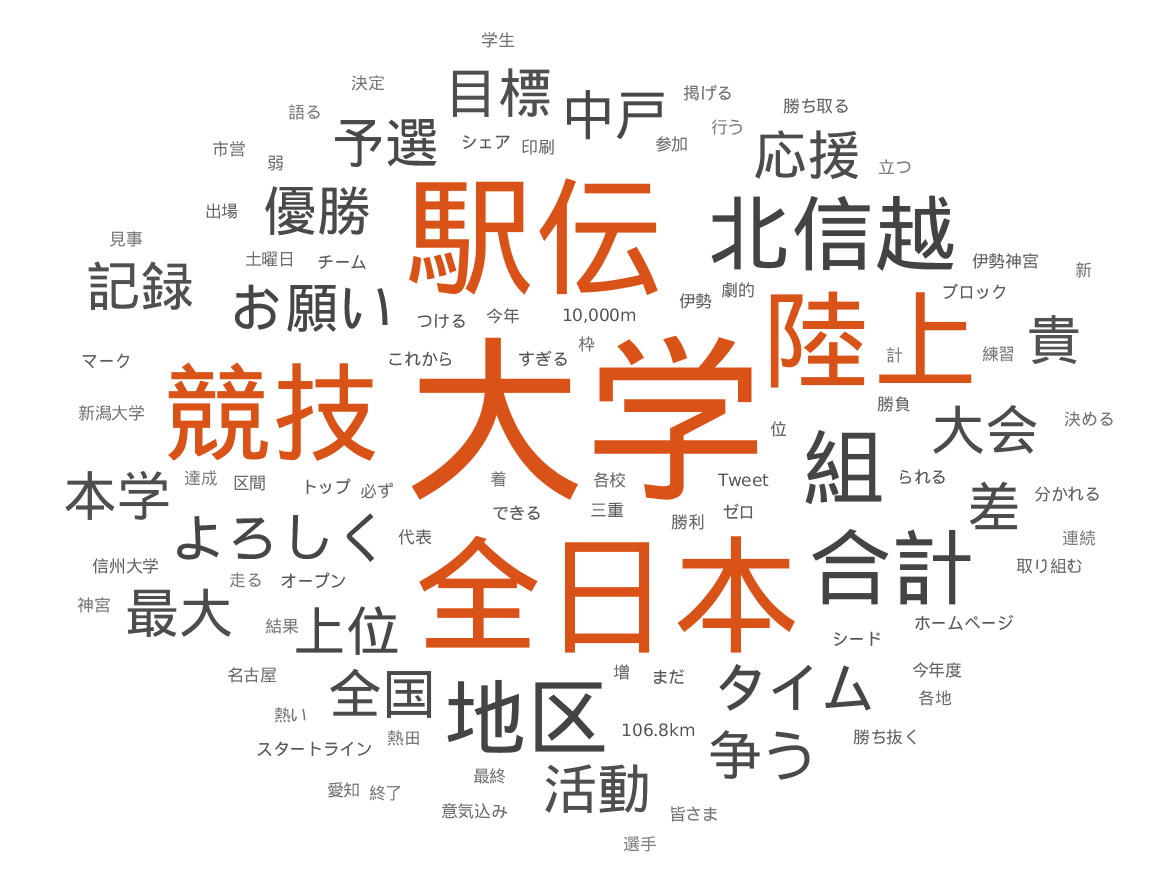 学生
決定
目標
中戸
掲げる
勝ち取る
語る
予選
シェア
印刷
参加
行う
応援
立つ
市営
弱
優勝
駅伝
北信越
出場
見事
土曜日
チーム
伊勢神宮
新
記録
お願い
つける
今年
10,000m
伊勢
劇的
ブロック
マーク
これから
すぎる
枠
陸上
計
練習
貴
新潟大学
競技
大学
勝負
大会
決める
位
本学
達成
区間
トップ
必ず
着
各校
Tweet
組
られる
差
分かれる
よろしく
代表
できる
三重
勝利
ゼロ
連続
信州大学
走る
オープン
全日本
合計
取り組む
神宮
最大
結果
上位
シード
ホームページ
名古屋
全国
増
まだ
タイム
今年度
各地
熱い
スタートライン
熱田
地区
106.8km
争う
勝ち抜く
愛知
終了
最終
意気込み
活動
皆さま
選手